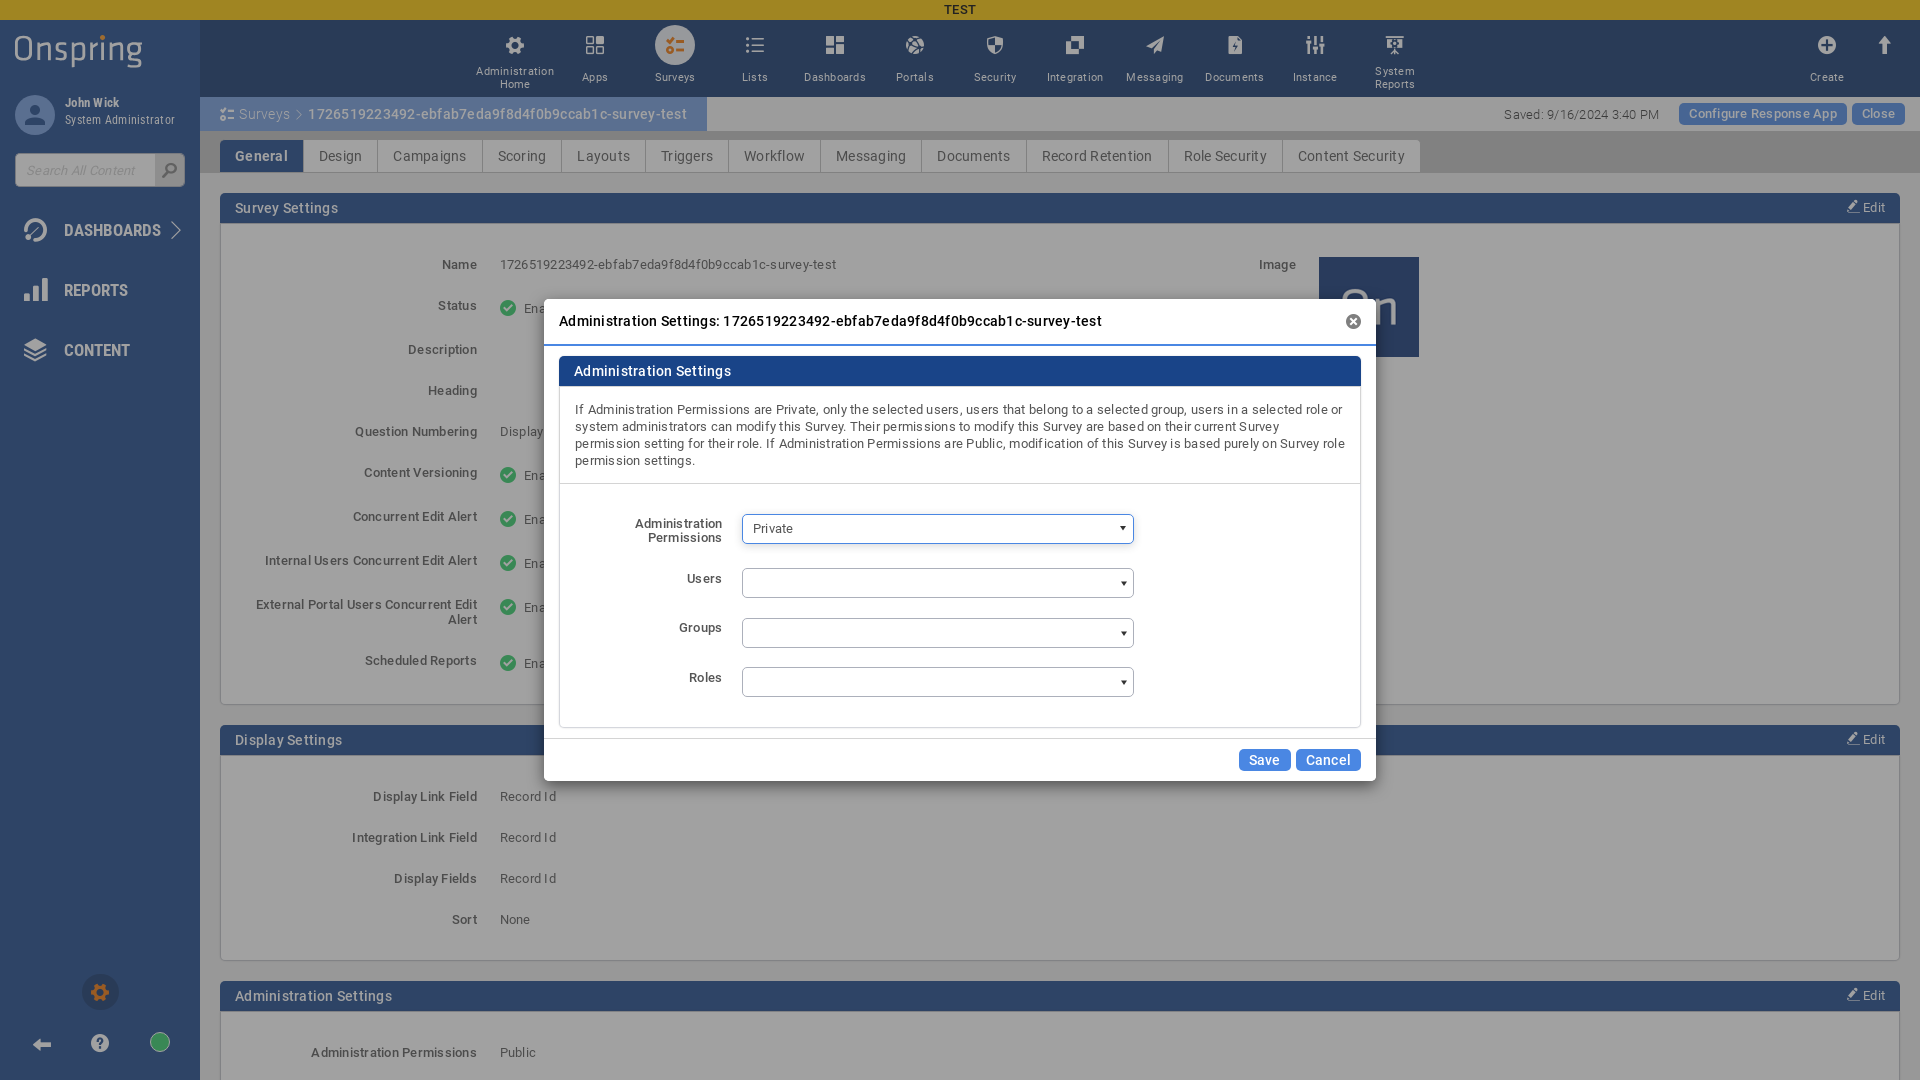 TEST
Onspring
John Wick
System Administrator
Search All Content
DASHBOARDS
REPORTS
CONTENT
Administration Home
Apps
Surveys
Lists
Dashboards
Portals
Security
Integration
Messaging
Documents
Instance
System Reports
Create
Surveys
1726519223492-ebfab7eda9f8d4f0b9ccab1c-survey-test
Saved: 9/16/2024 3:40 PM
Configure Response App
Close
General
Design
Campaigns
Scoring
Layouts
Triggers
Workflow
Messaging
Documents
Record Retention
Role Security
Content Security
Survey Settings
Edit
Name
1726519223492-ebfab7eda9f8d4f0b9ccab1c-survey-test
Image
Status
Ena
Description
Heading
Question Numbering
Display
Content Versioning
Ena
Concurrent Edit Alert
Ena
Internal Users Concurrent Edit Alert
Ena
External Portal Users Concurrent Edit Alert
Ena
Scheduled Reports
Ena
Administration Settings: 1726519223492-ebfab7eda9f8d4f0b9ccab1c-survey-test
Administration Settings
If Administration Permissions are Private, only the selected users, users that belong to a selected group, users in a selected role or
system administrators can modify this Survey. Their permissions to modify this Survey are based on their current Survey
permission setting for their role. If Administration Permissions are Public, modification of this Survey is based purely on Survey role
permission settings.
Administration Permissions
Private
Users
Groups
Roles
Save
Cancel
Display Settings
Edit
Display Link Field
Record Id
Integration Link Field
Record Id
Display Fields
Record Id
Sort
None
Administration Settings
Edit
Administration Permissions
Public